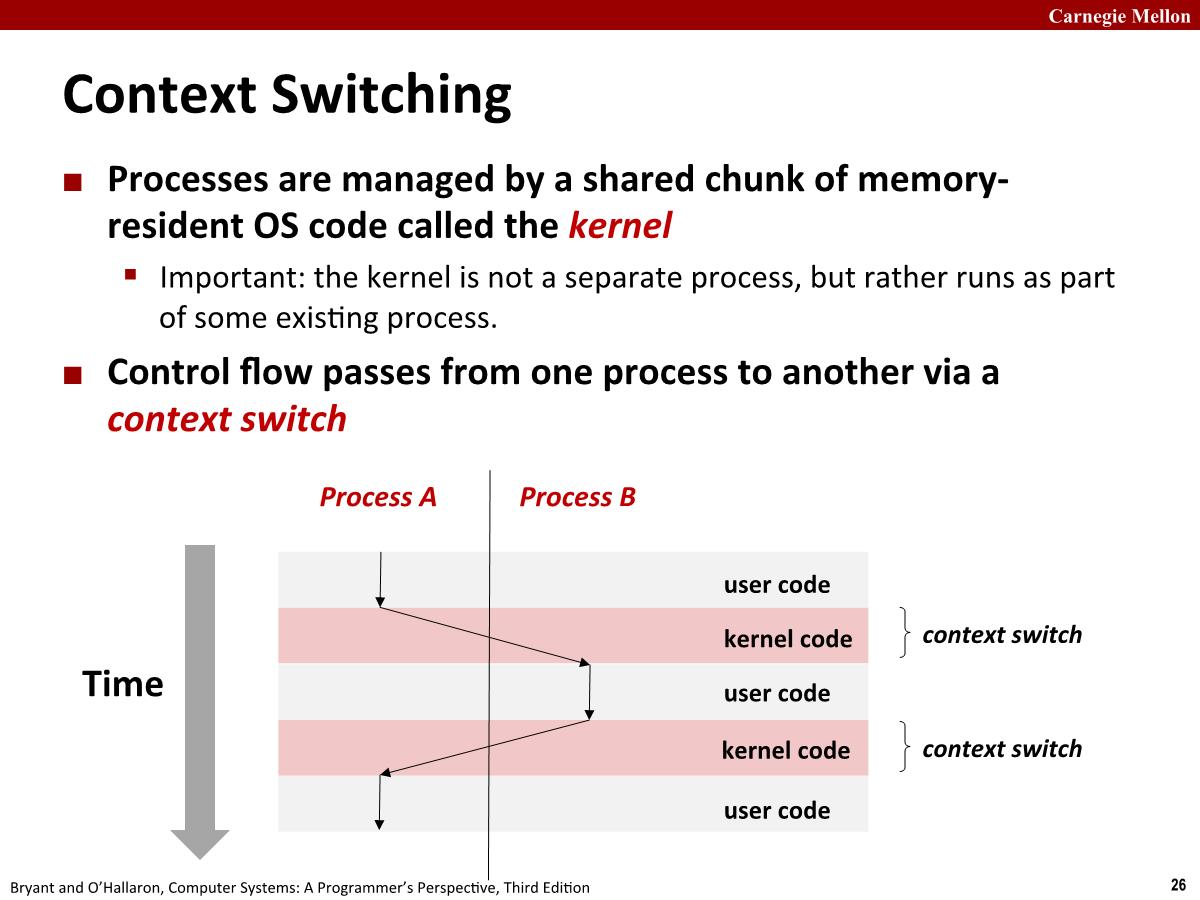 Carnegie Mellon
Context Switching
■ Processes are managed by a shared chunk of memory-
resident OS code called the kernel
▪ Important: the kernel is not a separate process, but rather runs as part
of some existing process.
■ Control flow passes from one process to another via a
context switch
Process A
Process B
user code
kernel code
context switch
Time
user code
kernel code
context switch
user code
Bryant and O’Hallaron, Computer Systems: A Programmer’s Perspective, Third Edition
26